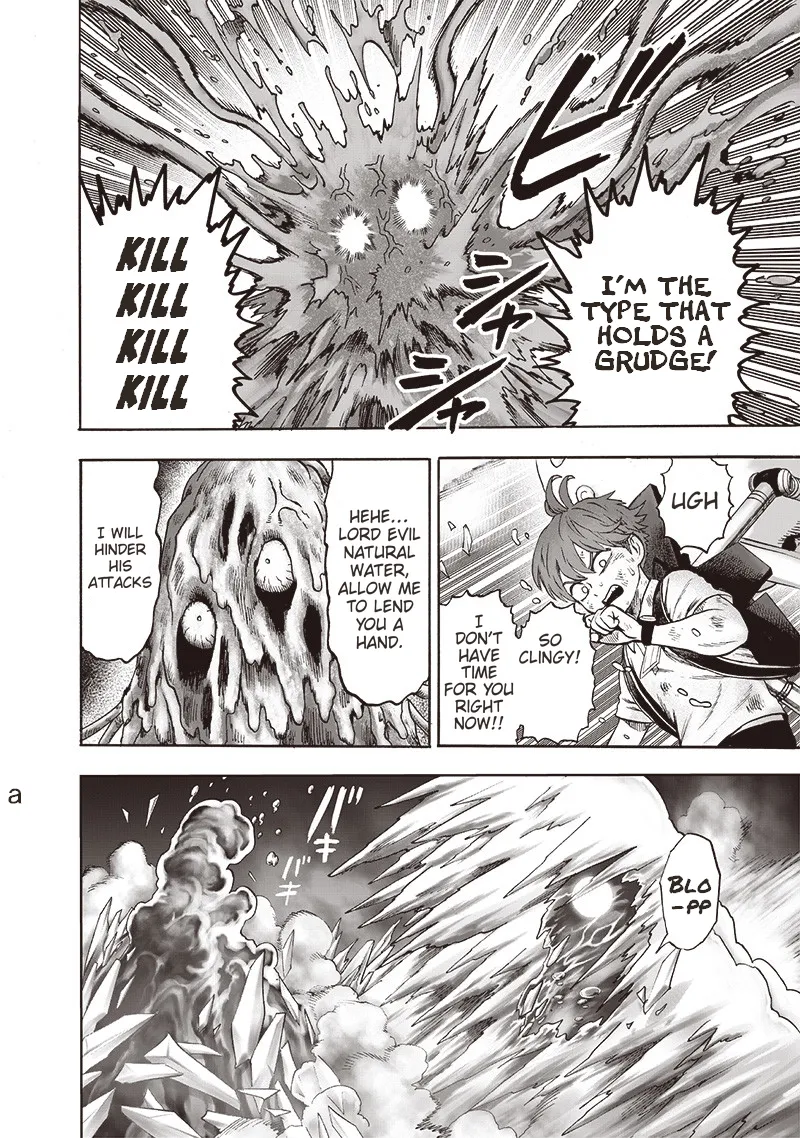 ビ
シャ
シャ
I'M THE
TYPE THAT
HOLDS A
GRUDGE!
KILL
KILL
KILL
KILL
UGH
SO
CLINGY!
I
DON'T
HAVE
TIME
FOR YOU
RIGHT
NOW!!
HEHE...
LORD EVIL
NATURAL
WATER,
ALLOW ME
TO LEND
YOU A
HAND.
I WILL
HINDER
HIS
ATTACKS
BLO
-PP
ギ
ギ
a